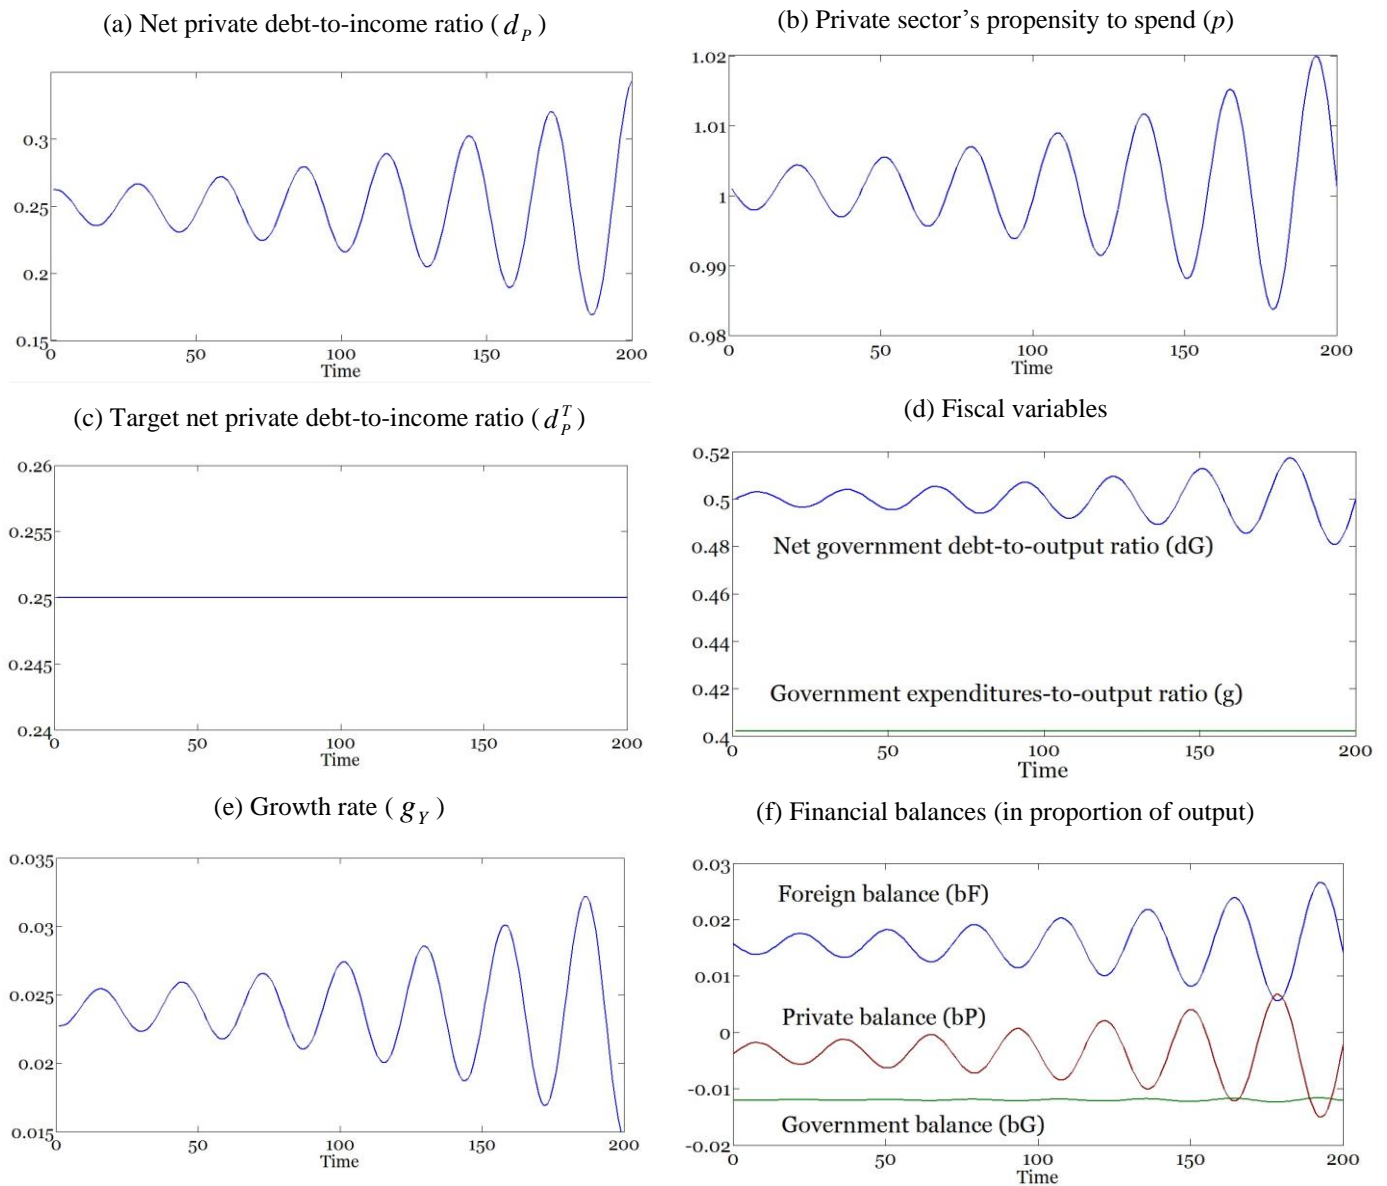 (a) Net private debt-to-income ratio ( d_P )
0.3
0.25
0.2
0.15
0 50 100 150 200
Time
(b) Private sector’s propensity to spend (p)
1.02
1.01
1
0.99
0.98
0 50 100 150 200
Time
(c) Target net private debt-to-income ratio ( d_P^T )
0.26
0.255
0.25
0.245
0.24
0 50 100 150 200
Time
(d) Fiscal variables
0.52
0.5
Net government debt-to-output ratio (dG)
0.48
0.46
0.44
0.42
Government expenditures-to-output ratio (g)
0.4
0 50 100 150 200
Time
(e) Growth rate ( g_Y )
0.035
0.03
0.025
0.02
0.015
0 50 100 150 200
Time
(f) Financial balances (in proportion of output)
0.03
Foreign balance (bF)
0.02
0.01
Private balance (bP)
0
-0.01
Government balance (bG)
-0.02
0 50 100 150 200
Time